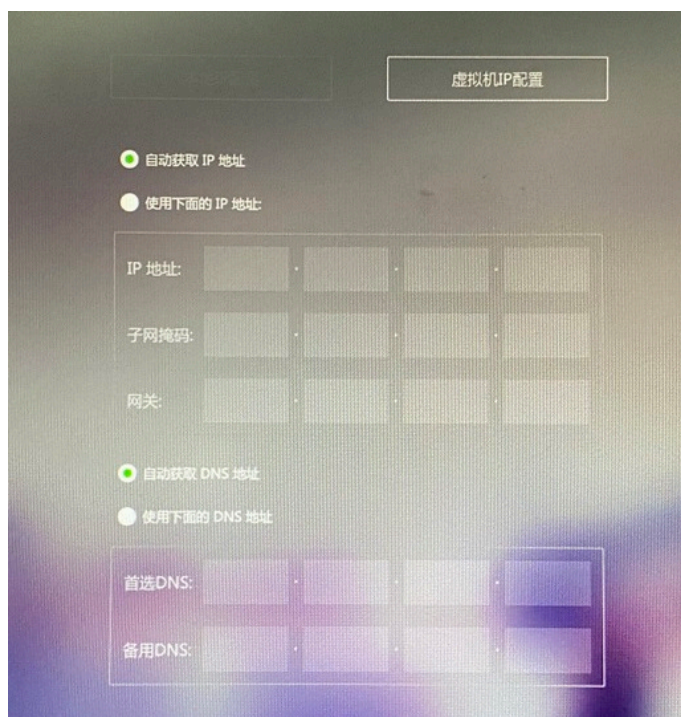 虚拟机IP配置
自动获取 IP 地址
使用下面的 IP 地址:
IP 地址:
子网掩码:
网关:
自动获取 DNS 地址
使用下面的 DNS 地址
首选DNS:
备用DNS: